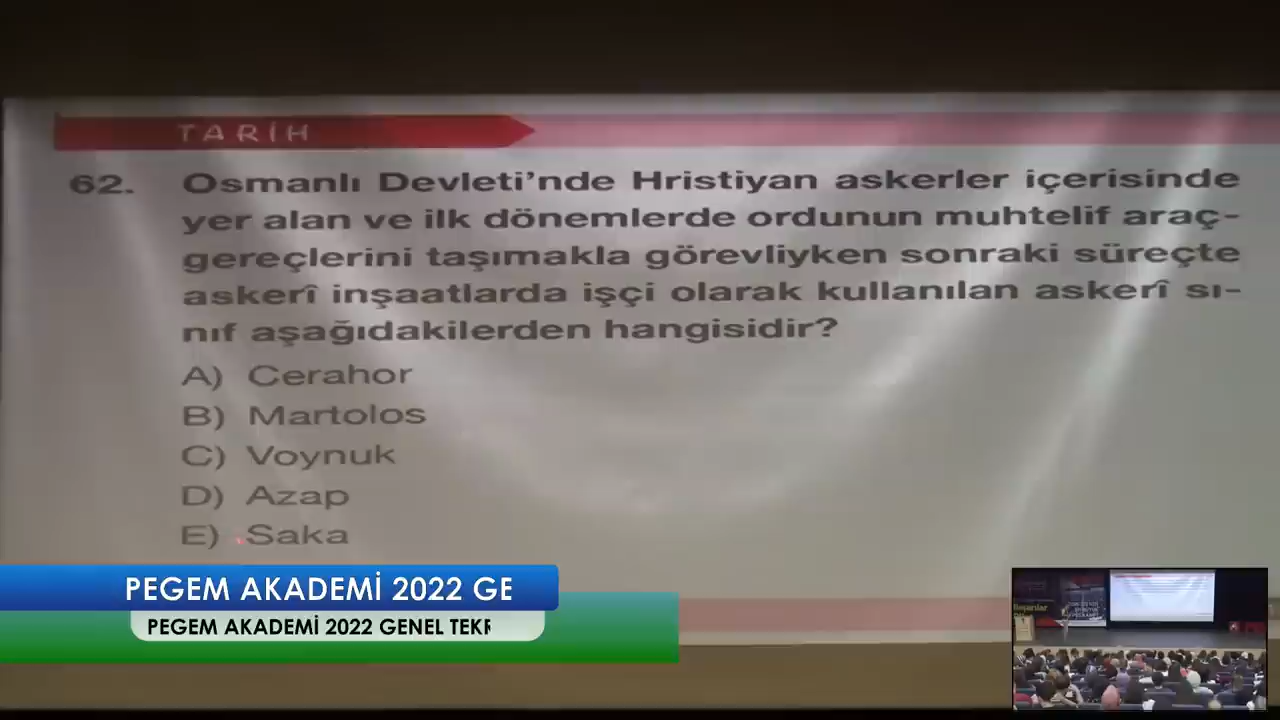 TARİH
62. Osmanlı Devleti'nde Hristiyan askerler içerisinde
yer alan ve ilk dönemlerde ordunun muhtelif araç-
gereçlerini taşımakla görevliyken sonraki süreçte
askerî inşaatlarda işçi olarak kullanılan askerî sı-
nıf aşağıdakilerden hangisidir?
A) Cerahor
B) Martolos
C) Voynuk
D) Azap
E) Saka
PEGEM AKADEMİ 2022 GE
PEGEM AKADEMİ 2022 GENEL TEKR